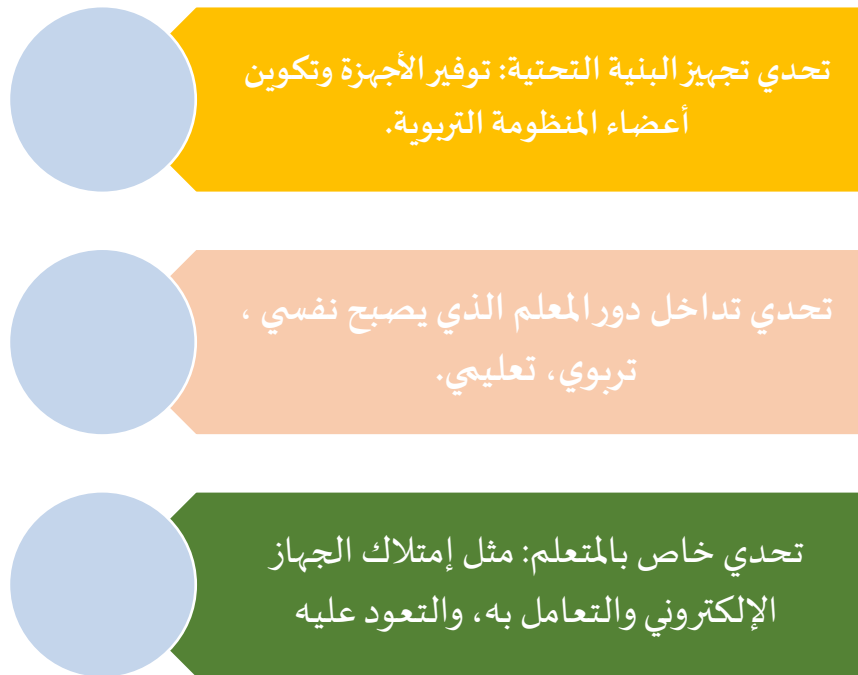 تحدي تجهيز البنية التحتية: توفير الأجهزة وتكوين
أعضاء المنظومة التربوية.
تحدي تداخل دور المعلم الذي يصبح نفسي ،
تربوي، تعليمي.
تحدي خاص بالمتعلم: مثل إمتلاك الجهاز
الإلكتروني والتعامل به، والتعود عليه